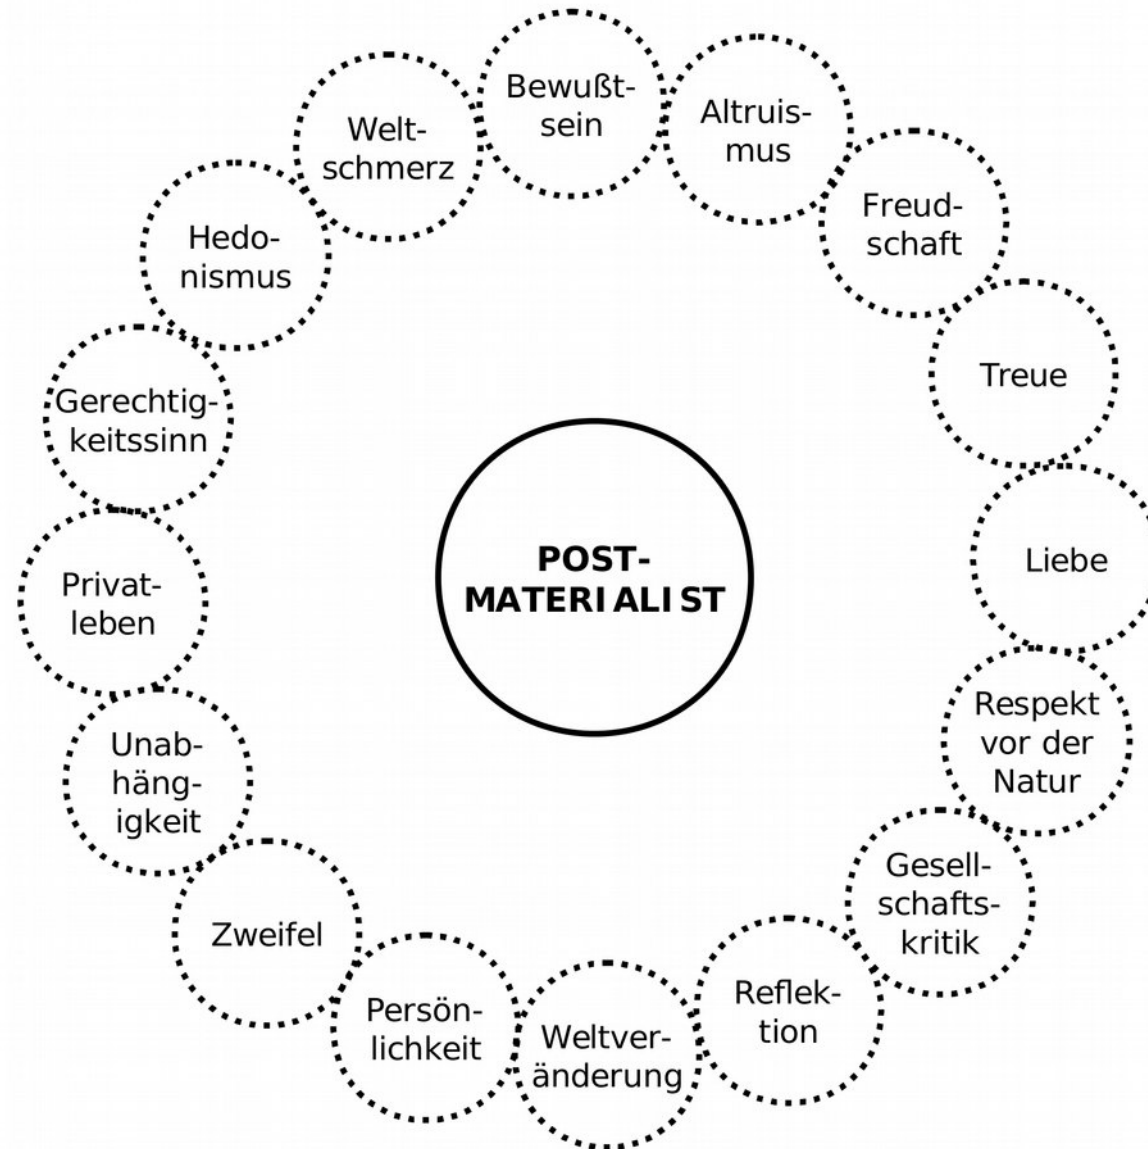 Bewußt-
sein
Altruis-
mus
Freud-
schaft
Treue
Liebe
Respekt
vor der
Natur
Gesell-
schafts-
kritik
Reflek-
tion
Weltver-
änderung
Persön-
lichkeit
Zweifel
Unab-
häng-
igkeit
Privat-
leben
Gerechtig-
keitssinn
Hedo-
nismus
Welt-
schmerz
POST-
MATERIALIST